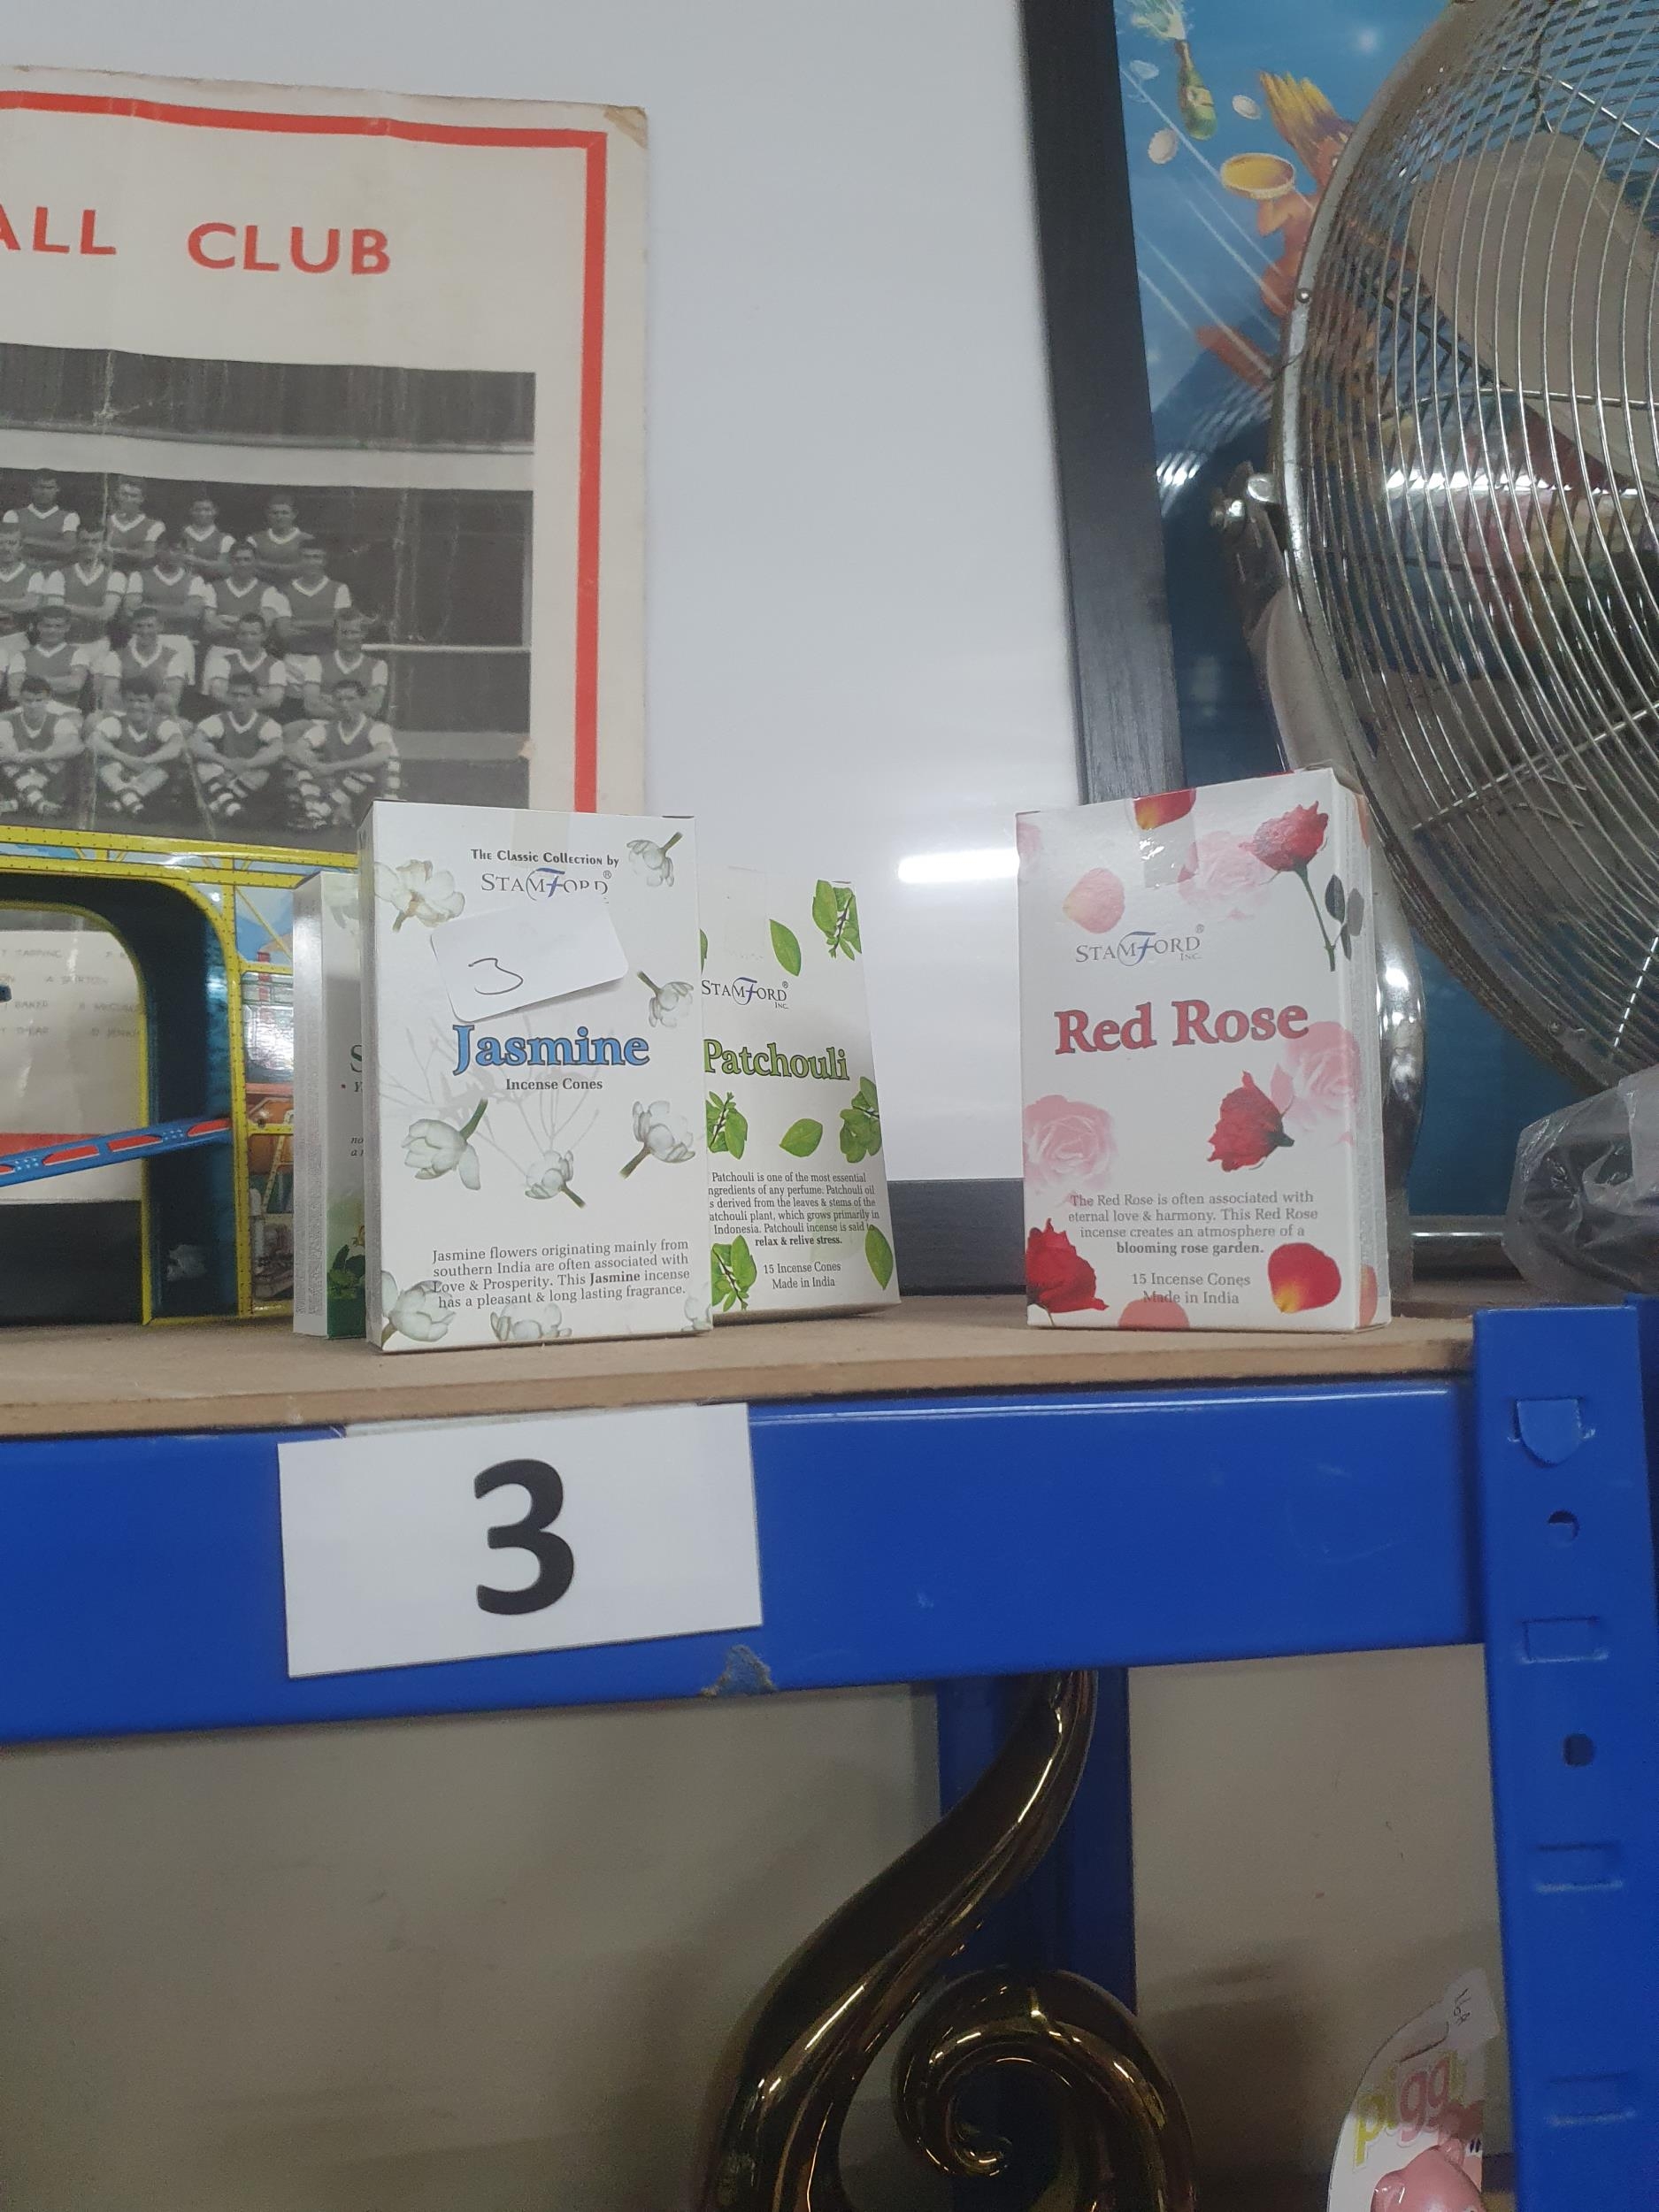 ALL CLUB
The Classic Collection by
STAMFORD®
3
Jasmine
Incense Cones
Jasmine flowers originating mainly from
southern India are often associated with
Love & Prosperity. This Jasmine incense
has a pleasant & long lasting fragrance.
STAMFORD®
INC.
Patchouli
Patchouli is one of the most essential
ngredients of any perfume. Patchouli oil
s derived from the leaves & stems of the
atchouli plant, which grows primarily in
Indonesia. Patchouli incense is said to
relax & relive stress.
15 Incense Cones
Made in India
STAMFORD®
INC.
Red Rose
The Red Rose is often associated with
eternal love & harmony. This Red Rose
incense creates an atmosphere of a
blooming rose garden.
15 Incense Cones
Made in India
3